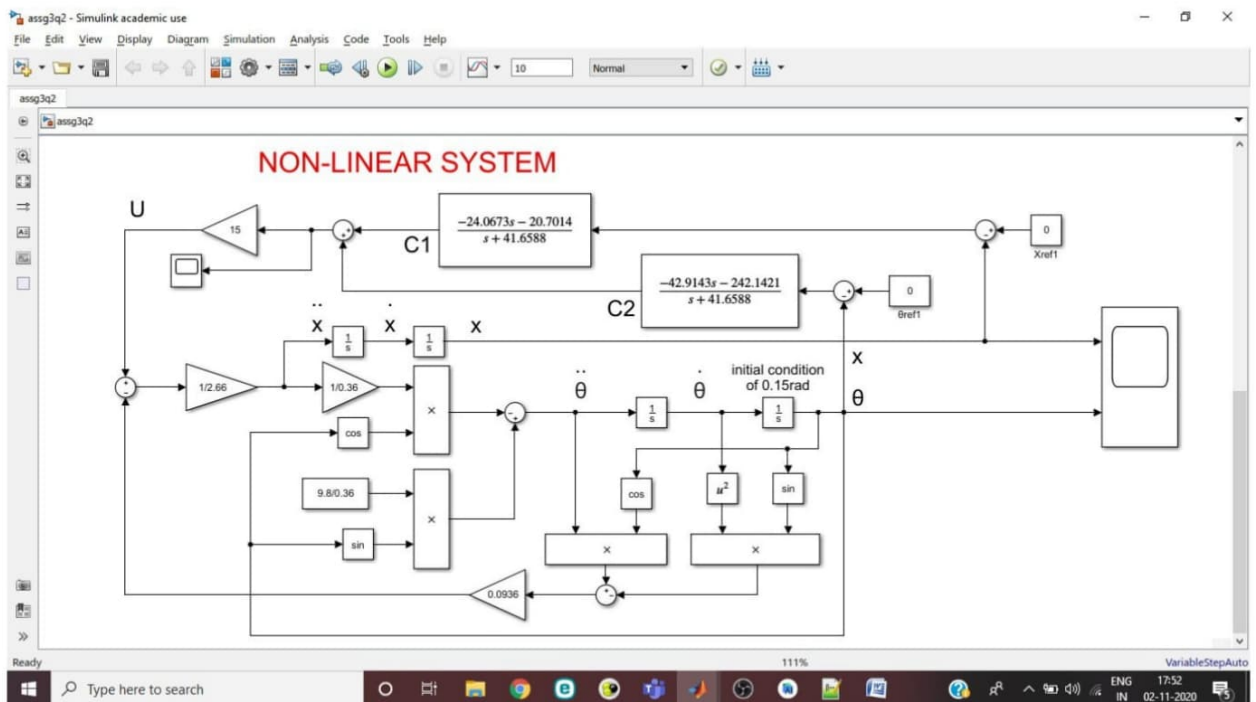 assg3q2 - Simulink academic use
File Edit View Display Diagram Simulation Analysis Code Tools Help
10 Normal
assg3q2
assg3q2
NON-LINEAR SYSTEM
U
15
C1
-24.0673s - 20.7014
s + 41.6588
0
Xref1
C2
-42.9143s - 242.1421
s + 41.6588
0
θref1
ẍ ẋ x
1
s
1
s
x
1/2.66
1/0.36
×
cos
9.8/0.36
×
sin
θ̈ θ̇
initial condition
of 0.15rad
θ
1
s
1
s
cos
u²
sin
×
×
0.0936
Ready 111% VariableStepAuto
Type here to search
ENG
IN
17:52
02-11-2020
5